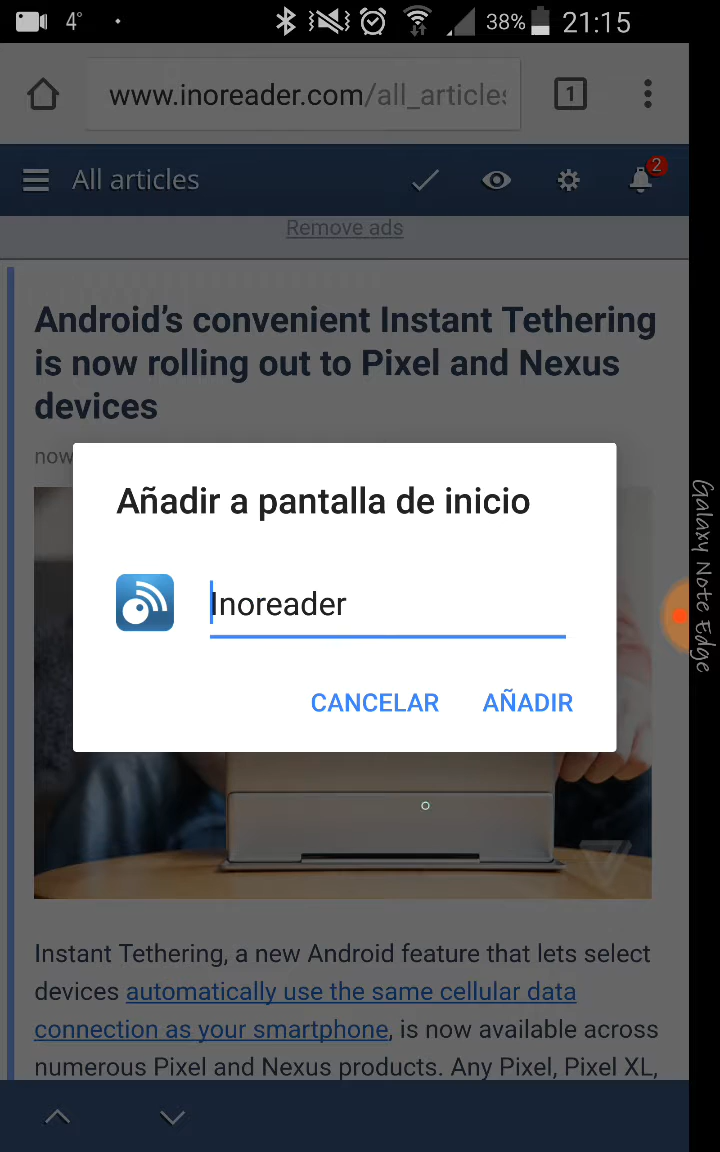 4° 38% 21:15
www.inoreader.com/all_articles 1
All articles 2
Remove ads
Android's convenient Instant Tethering
is now rolling out to Pixel and Nexus
devices
now
Añadir a pantalla de inicio
Inoreader
CANCELAR AÑADIR
Galaxy Note Edge
Instant Tethering, a new Android feature that lets select
devices automatically use the same cellular data
connection as your smartphone, is now available across
numerous Pixel and Nexus products. Any Pixel, Pixel XL,